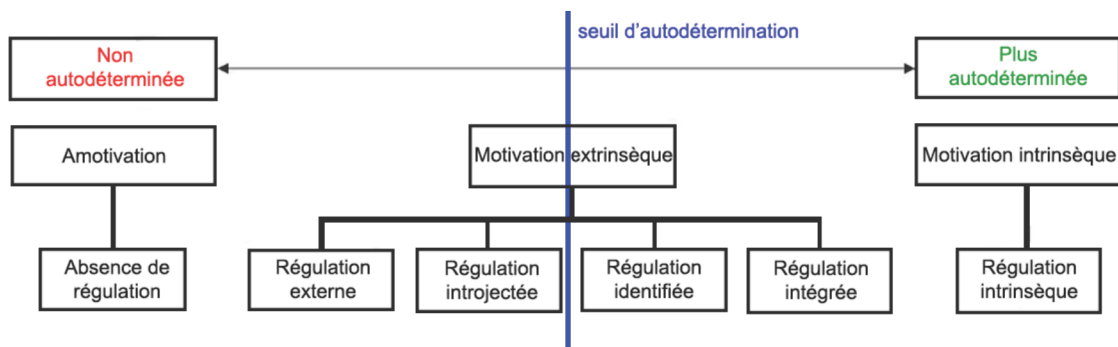 seuil d'autodétermination
Non
autodéterminée
Plus
autodéterminée
Amotivation
Motivation extrinsèque
Motivation intrinsèque
Absence de
régulation
Régulation
externe
Régulation
introjectée
Régulation
identifiée
Régulation
intégrée
Régulation
intrinsèque